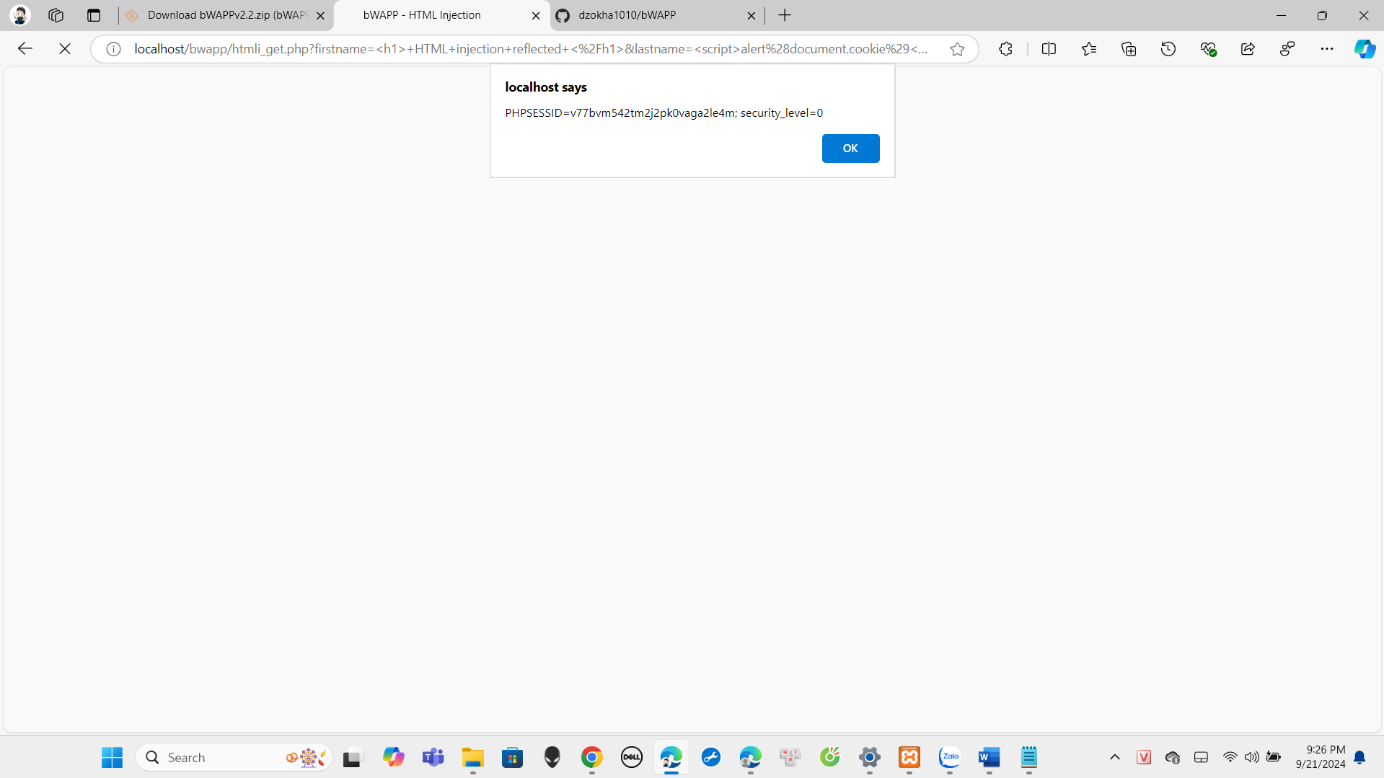 Download bWAPPv2.2.zip (bWAPP
bWAPP - HTML Injection
dzokha1010/bWAPP
localhost/bwapp/htmli_get.php?firstname=<h1>+HTML+injection+reflected+<%2Fh1>&lastname=<script>alert%28document.cookie%29<...
localhost says
PHPSESSID=v77bvm542tm2j2pk0vaga2le4m; security_level=0
OK
Search
DELL
Zalo
W
V
9:26 PM
9/21/2024